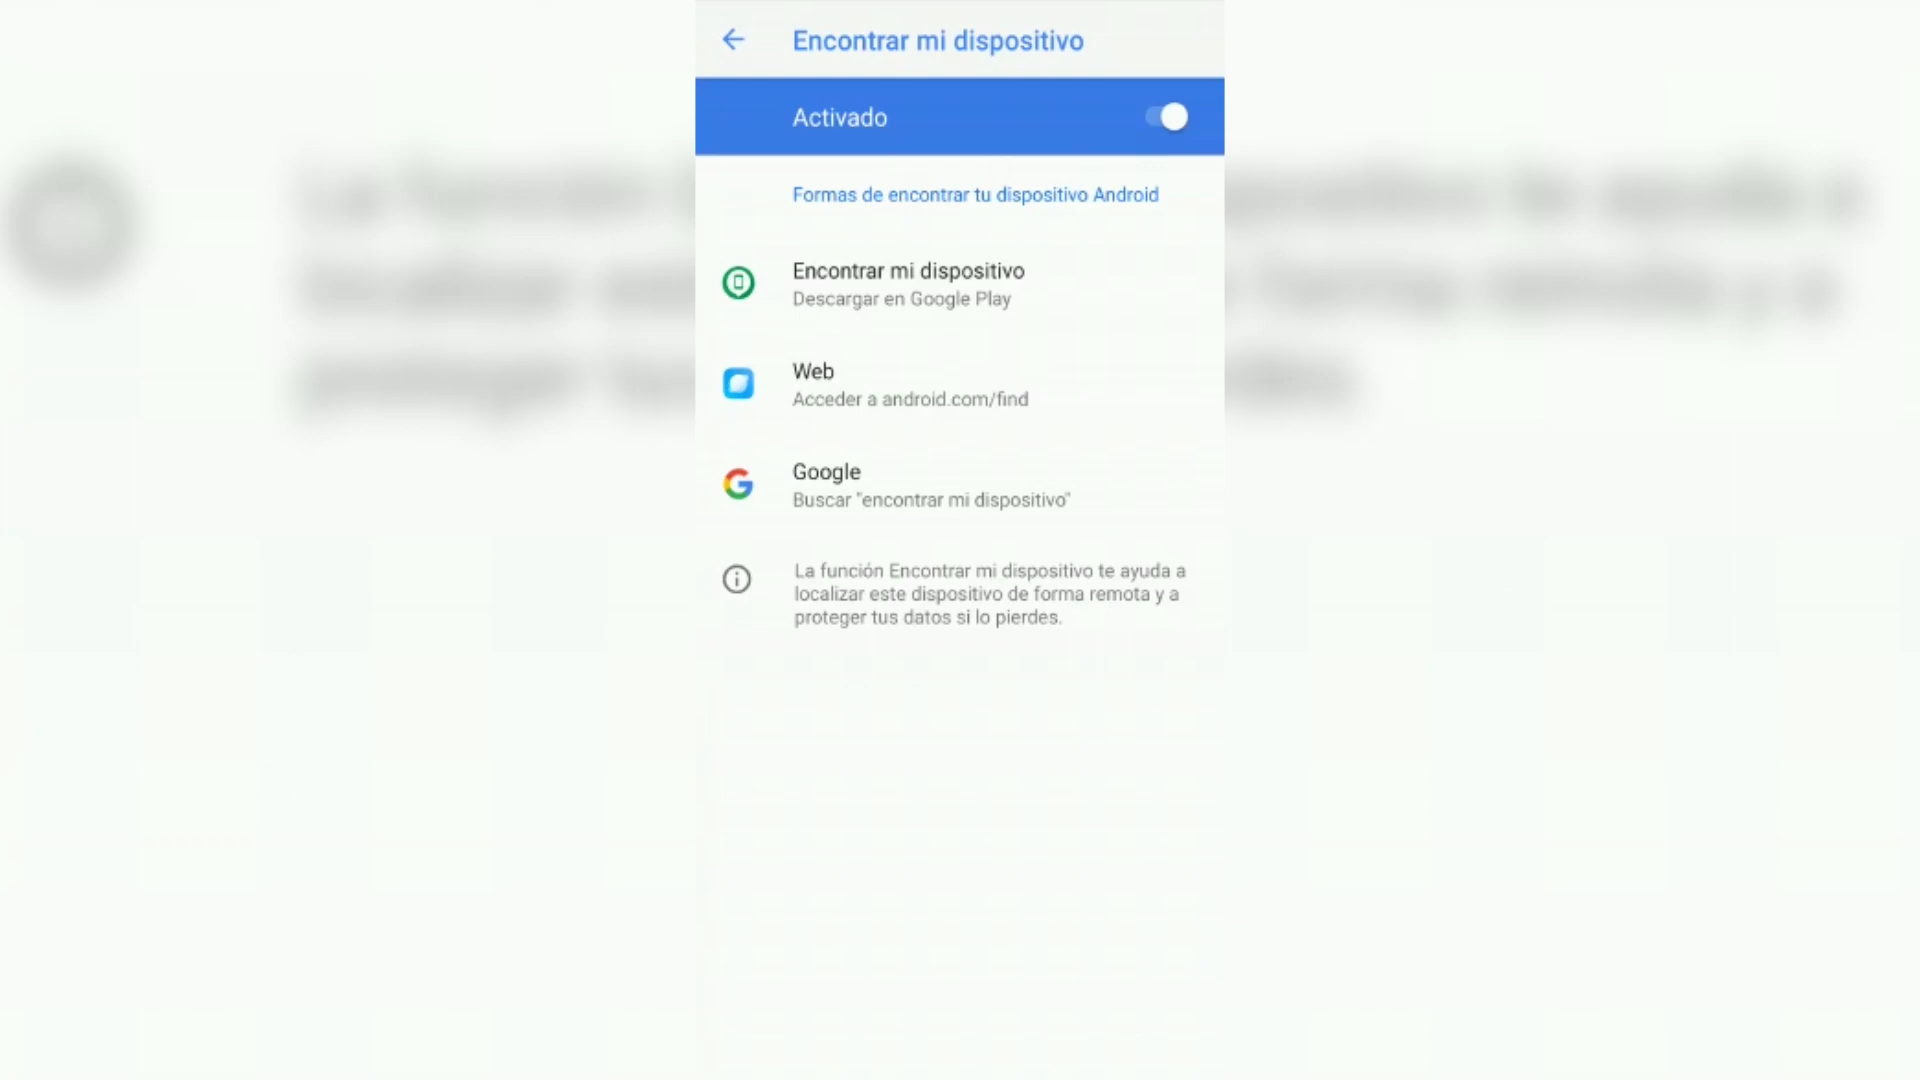 Encontrar mi dispositivo
Activado
Formas de encontrar tu dispositivo Android
Encontrar mi dispositivo
Descargar en Google Play
Web
Acceder a android.com/find
Google
Buscar "encontrar mi dispositivo"
La función Encontrar mi dispositivo te ayuda a
localizar este dispositivo de forma remota y a
proteger tus datos si lo pierdes.